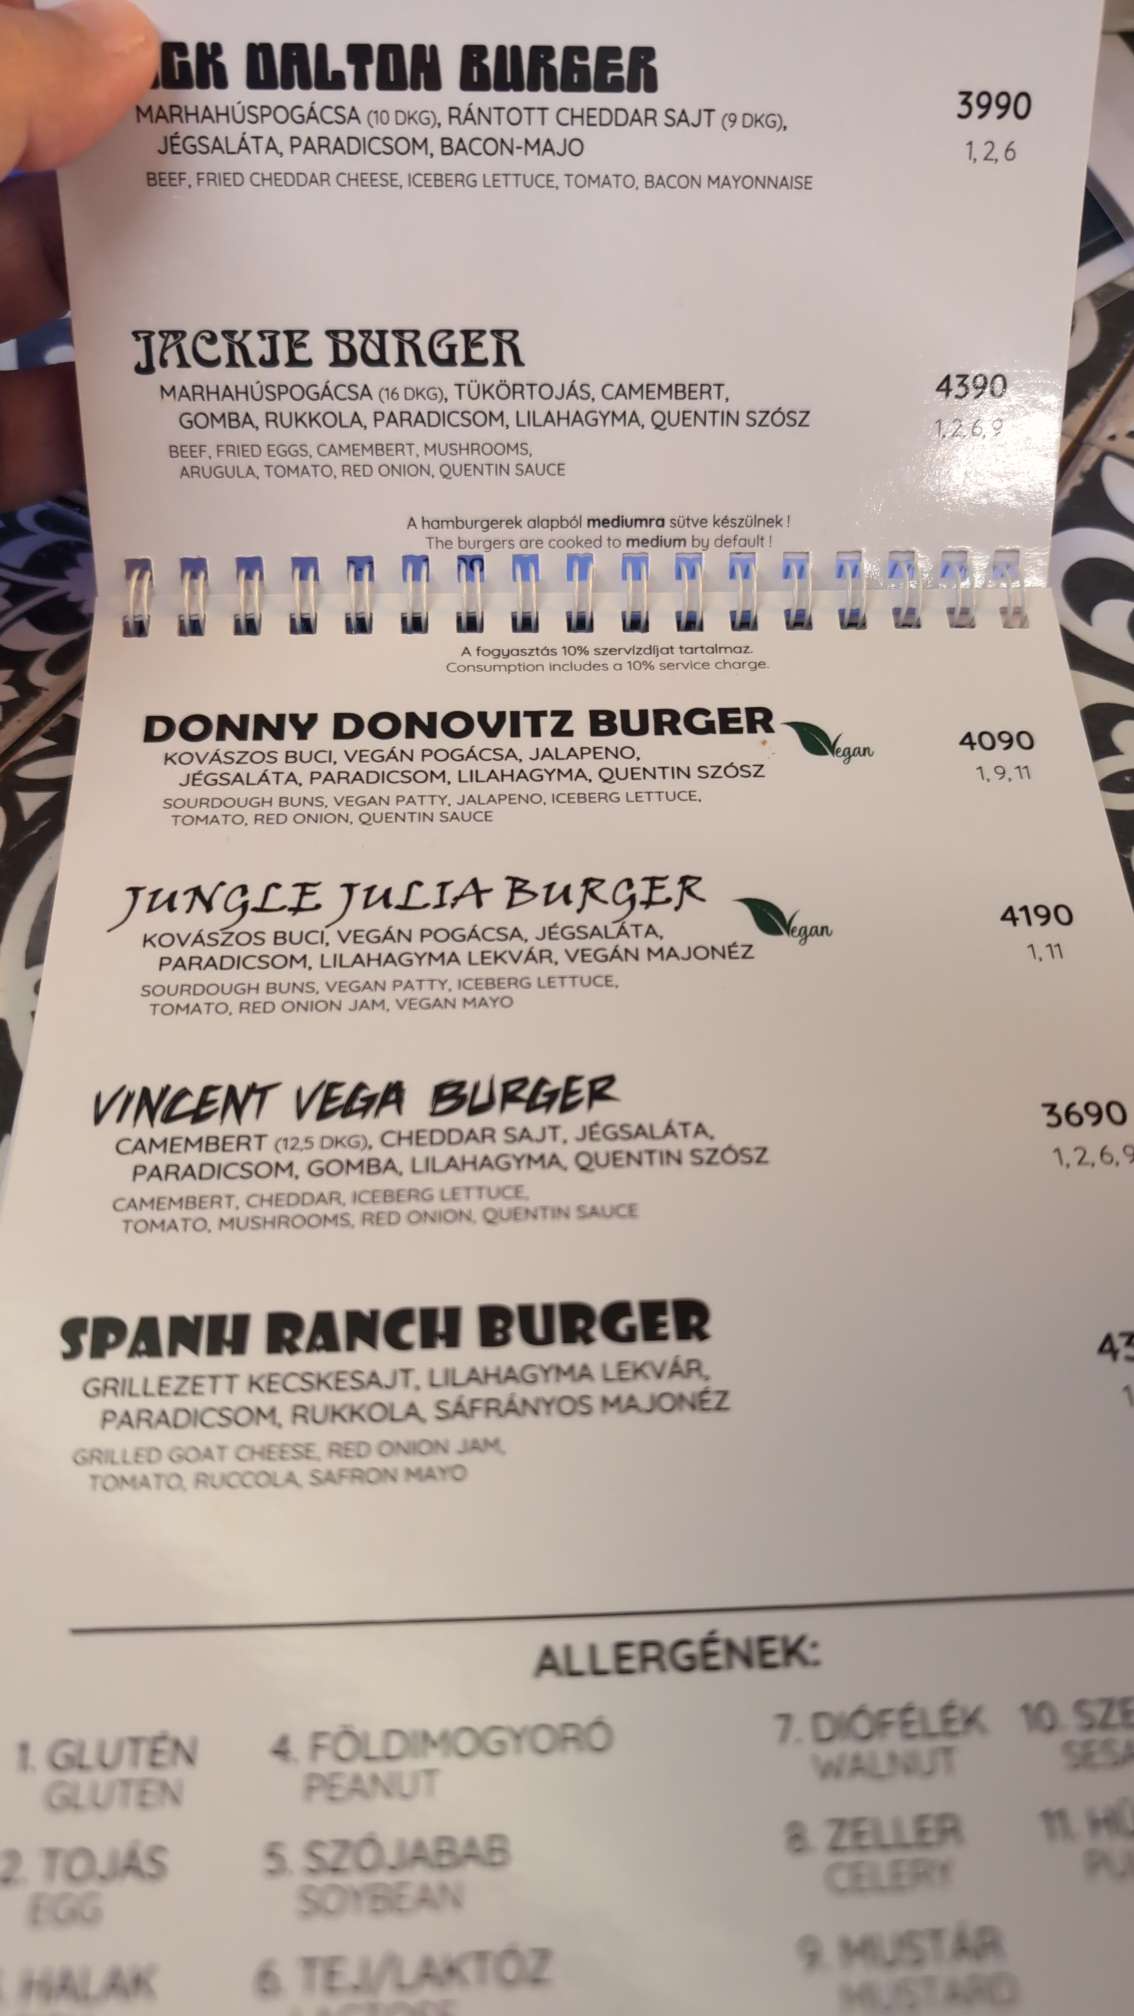 DALTON BURGER
MARHAHÚSPOGÁCSA (10 DKG), RÁNTOTT CHEDDAR SAJT (9 DKG),
JÉGSALÁTA, PARADICSOM, BACON-MAJO
BEEF, FRIED CHEDDAR CHEESE, ICEBERG LETTUCE, TOMATO, BACON MAYONNAISE
3990
1, 2, 6
JACKIE BURGER
MARHAHÚSPOGÁCSA (16 DKG), TÜKÖRTOJÁS, CAMEMBERT,
GOMBA, RUKKOLA, PARADICSOM, LILAHAGYMA, QUENTIN SZÓSZ
BEEF, FRIED EGGS, CAMEMBERT, MUSHROOMS,
ARUGULA, TOMATO, RED ONION, QUENTIN SAUCE
4390
1, 2, 6, 9
A hamburgerek alapból mediumra sütve készülnek !
The burgers are cooked to medium by default !
A fogyasztás 10% szervízdíjat tartalmaz.
Consumption includes a 10% service charge.
DONNY DONOVITZ BURGER
Vegan
KOVÁSZOS BUCI, VEGÁN POGÁCSA, JALAPENO,
JÉGSALÁTA, PARADICSOM, LILAHAGYMA, QUENTIN SZÓSZ
SOURDOUGH BUNS, VEGAN PATTY, JALAPENO, ICEBERG LETTUCE,
TOMATO, RED ONION, QUENTIN SAUCE
4090
1, 9, 11
JUNGLE JULIA BURGER
Vegan
KOVÁSZOS BUCI, VEGÁN POGÁCSA, JÉGSALÁTA,
PARADICSOM, LILAHAGYMA LEKVÁR, VEGÁN MAJONÉZ
SOURDOUGH BUNS, VEGAN PATTY, ICEBERG LETTUCE,
TOMATO, RED ONION JAM, VEGAN MAYO
4190
1, 11
VINCENT VEGA BURGER
CAMEMBERT (12,5 DKG), CHEDDAR SAJT, JÉGSALÁTA,
PARADICSOM, GOMBA, LILAHAGYMA, QUENTIN SZÓSZ
CAMEMBERT, CHEDDAR, ICEBERG LETTUCE,
TOMATO, MUSHROOMS, RED ONION, QUENTIN SAUCE
3690
1, 2, 6, 9
SPANH RANCH BURGER
GRILLEZETT KECSKESAJT, LILAHAGYMA LEKVÁR,
PARADICSOM, RUKKOLA, SÁFRÁNYOS MAJONÉZ
GRILLED GOAT CHEESE, RED ONION JAM,
TOMATO, RUCCOLA, SAFRON MAYO
ALLERGÉNEK:
1. GLUTÉN
GLUTEN
2. TOJÁS
EGG
HALAK
4. FÖLDIMOGYORÓ
PEANUT
5. SZÓJABAB
SOYBEAN
6. TEJ/LAKTÓZ
LACTOSE
7. DIÓFÉLÉK
WALNUT
8. ZELLER
CELERY
9. MUSTÁR
MUSTARD
10.
11.